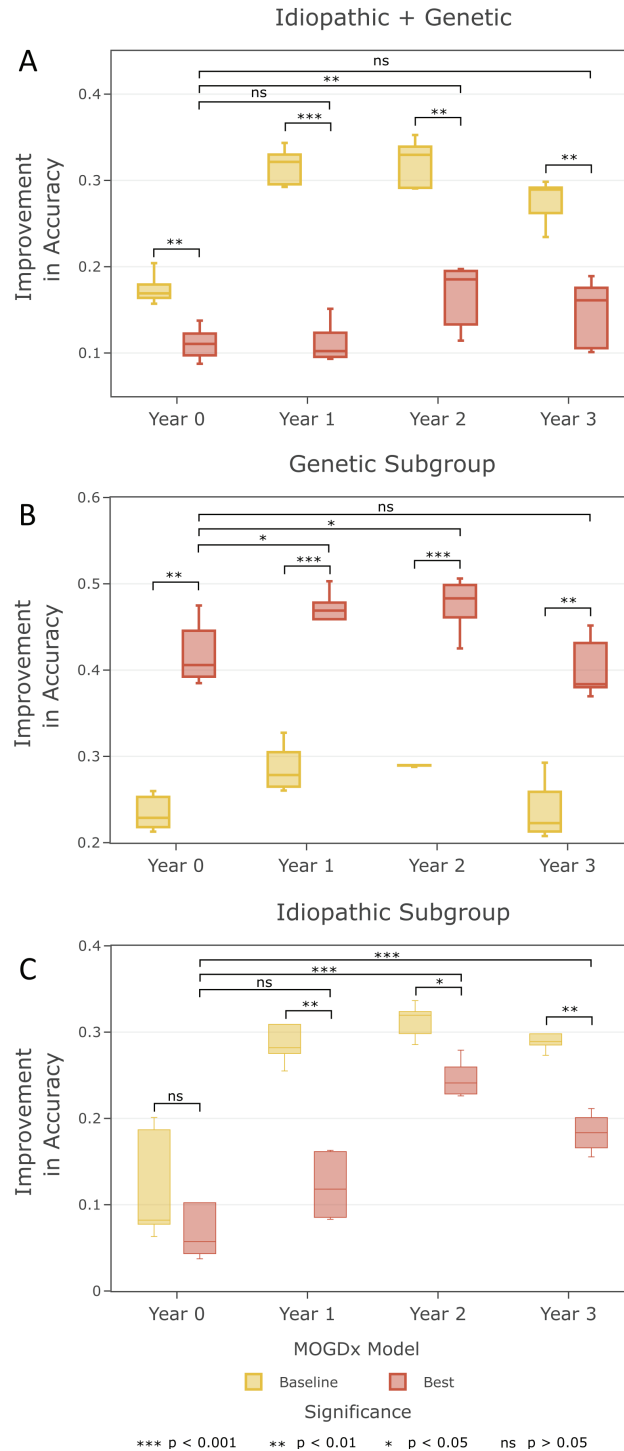 Idiopathic + Genetic
A
ns
**
ns
***
**
**
**
0.4
0.3
0.2
0.1
Improvement
in Accuracy
Year 0 Year 1 Year 2 Year 3
Genetic Subgroup
B
ns
*
*
**
***
***
**
0.6
0.5
0.4
0.3
0.2
Improvement
in Accuracy
Year 0 Year 1 Year 2 Year 3
Idiopathic Subgroup
C
***
***
ns
**
*
**
ns
0.4
0.3
0.2
0.1
0
Improvement
in Accuracy
Year 0 Year 1 Year 2 Year 3
MOGDx Model
Baseline Best
Significance
*** p < 0.001 ** p < 0.01 * p < 0.05 ns p > 0.05